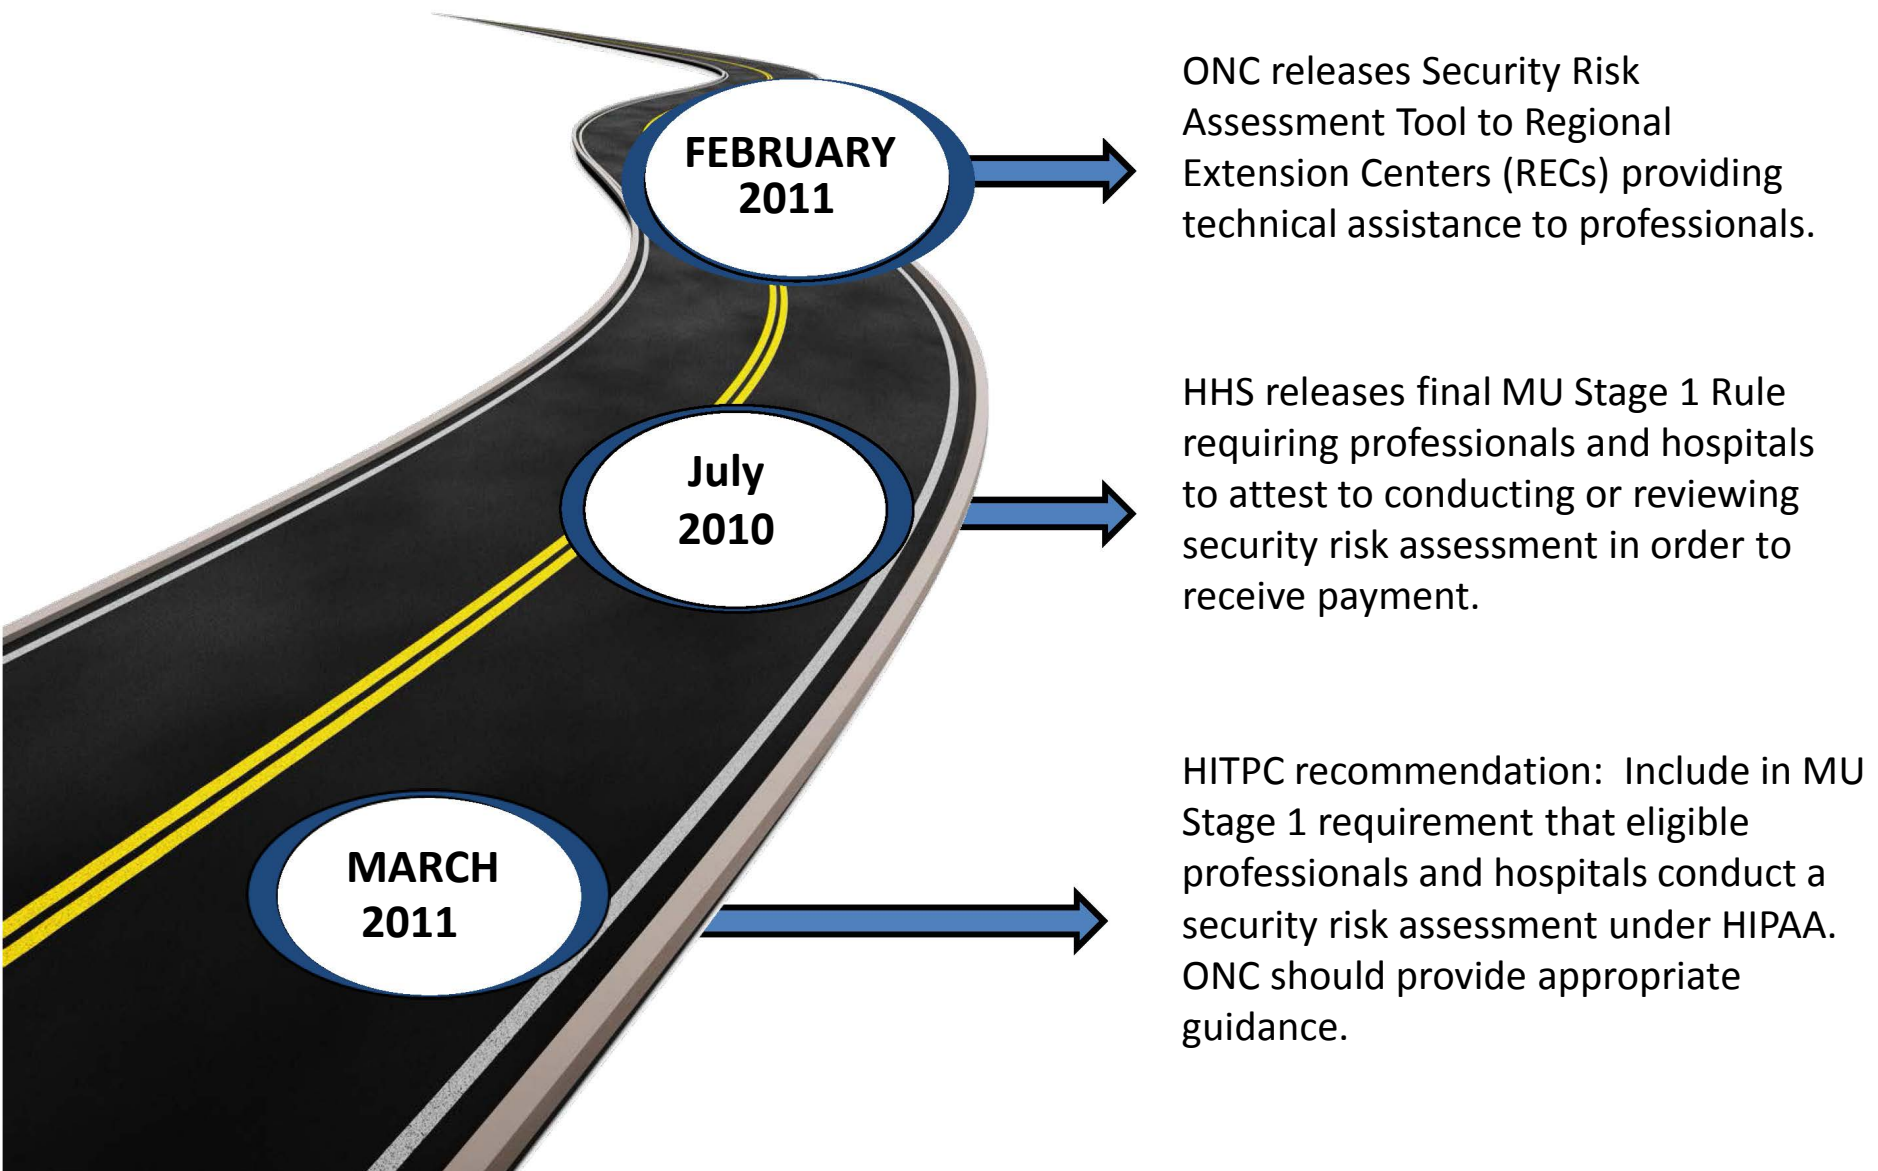 FEBRUARY
2011
ONC releases Security Risk
Assessment Tool to Regional
Extension Centers (RECs) providing
technical assistance to professionals.
July
2010
HHS releases final MU Stage 1 Rule
requiring professionals and hospitals
to attest to conducting or reviewing
security risk assessment in order to
receive payment.
MARCH
2011
HITPC recommendation:  Include in MU
Stage 1 requirement that eligible
professionals and hospitals conduct a
security risk assessment under HIPAA.
ONC should provide appropriate
guidance.